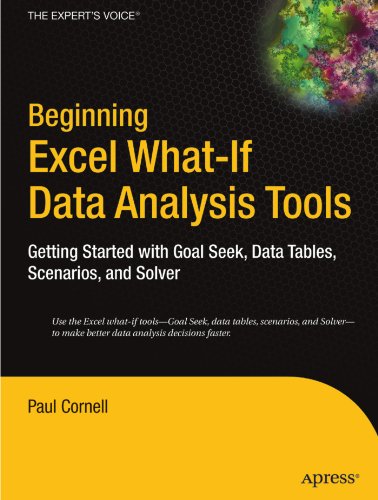 THE EXPERT'S VOICE®
Beginning
Excel What-If
Data Analysis Tools
Getting Started with Goal Seek, Data Tables,
Scenarios, and Solver
Use the Excel what-if tools—Goal Seek, data tables, scenarios, and Solver—
to make better data analysis decisions faster.
Paul Cornell
Apress®